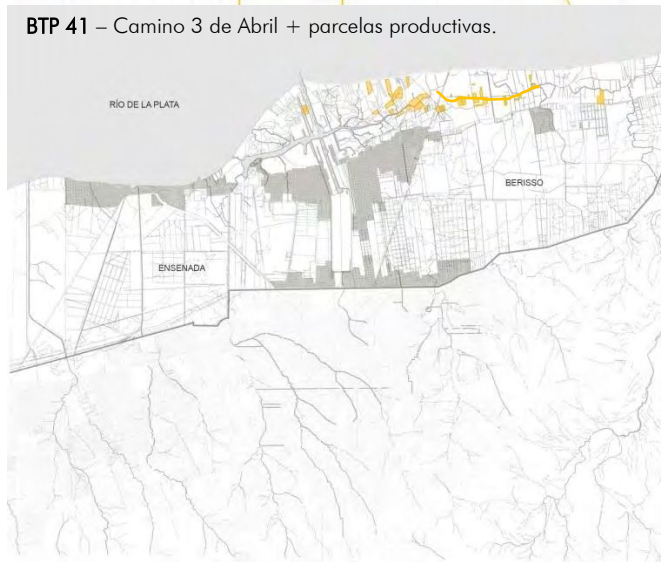 BTP 41 – Camino 3 de Abril + parcelas productivas.
RÍO DE LA PLATA
BERISSO
ENSENADA